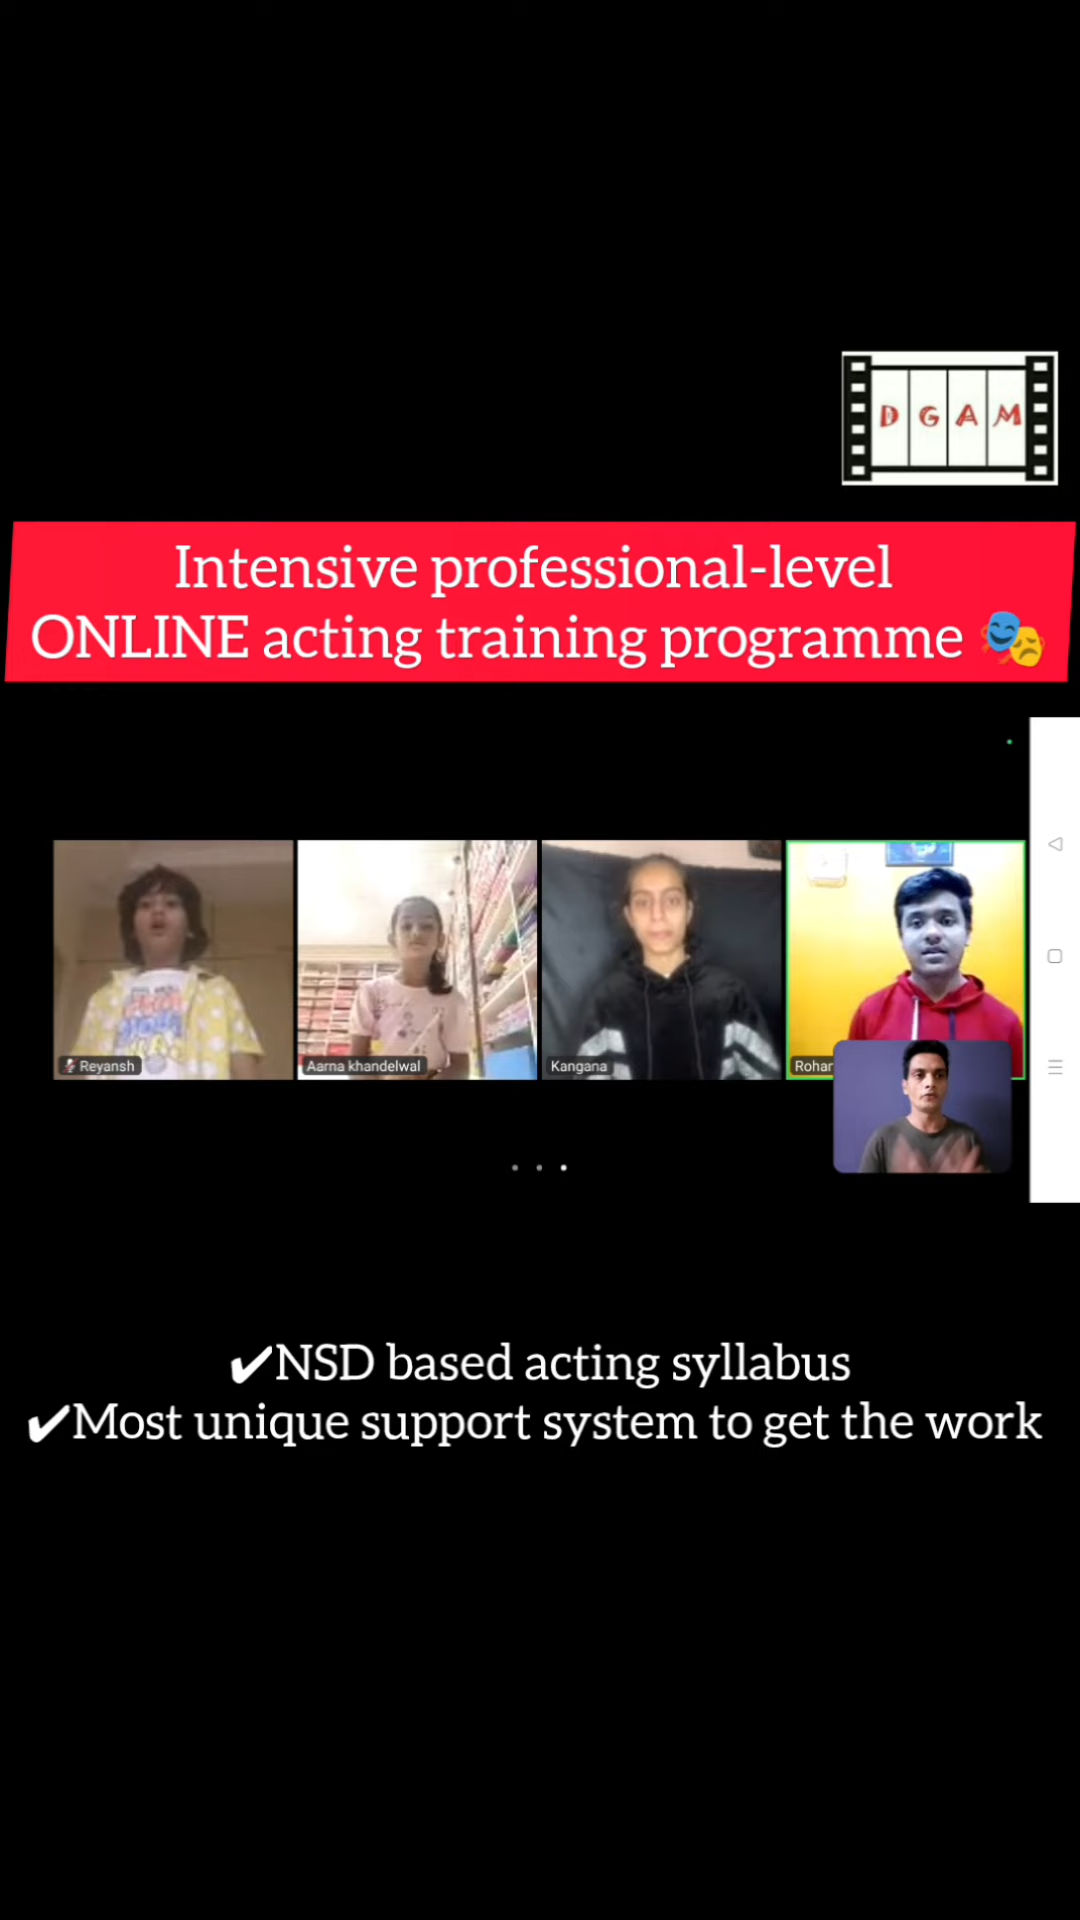 D G A M
Intensive professional-level
ONLINE acting training programme 🎭
Reyansh
Aarna khandelwal
Kangana
Rohan
✔NSD based acting syllabus
✔Most unique support system to get the work